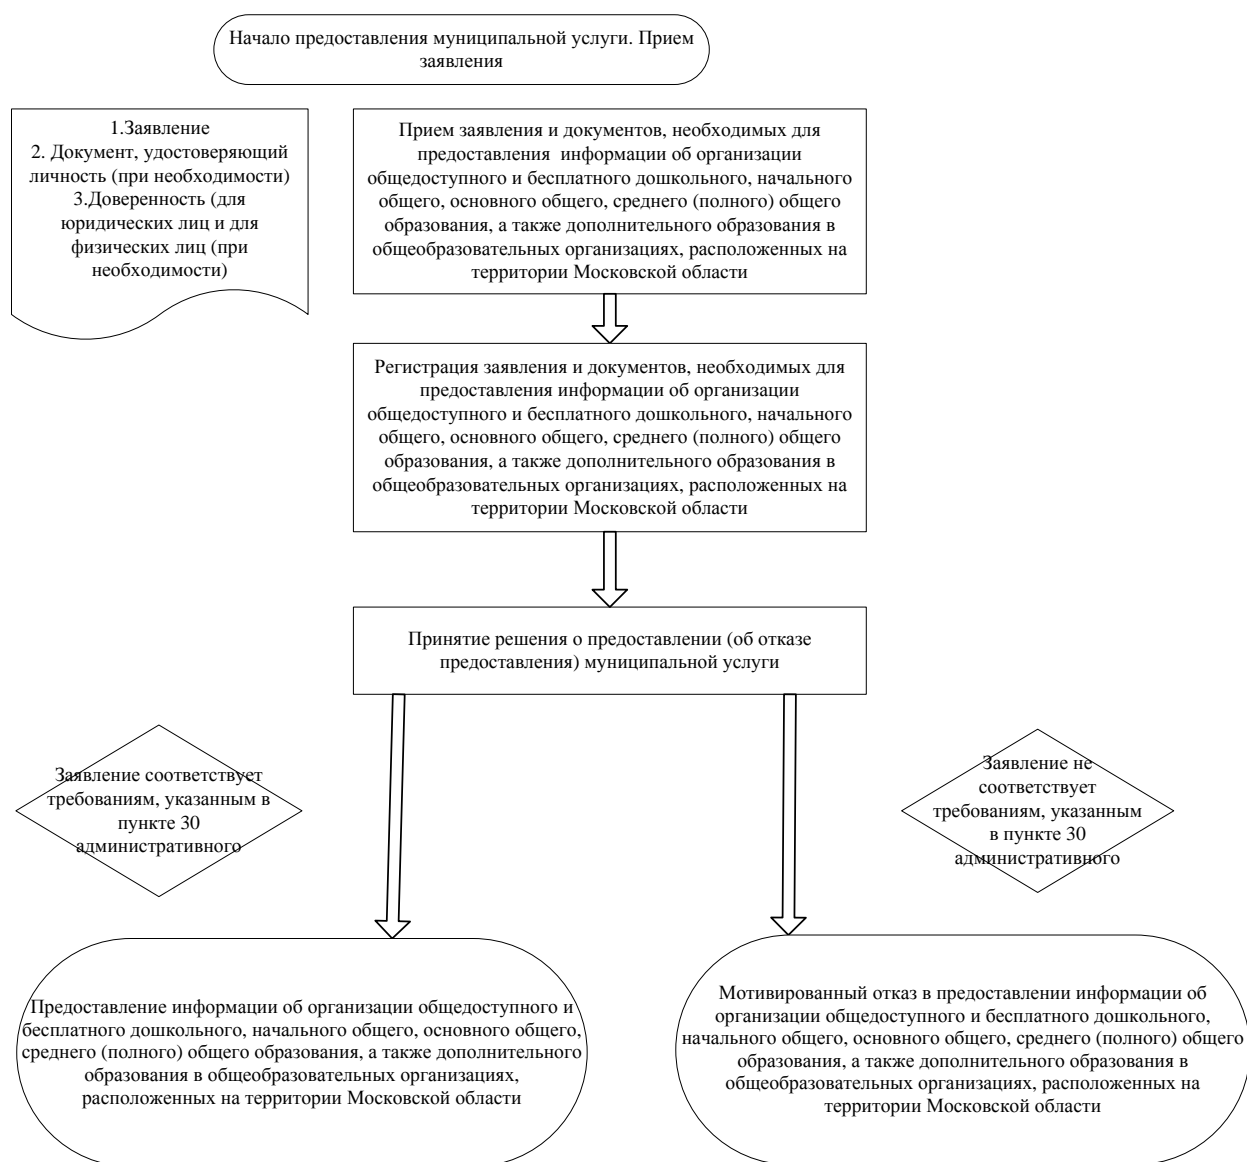 Начало предоставления муниципальной услуги. Прием
заявления
1.Заявление
2. Документ, удостоверяющий
личность (при необходимости)
3.Доверенность (для
юридических лиц и для
физических лиц (при
необходимости)
Прием заявления и документов, необходимых для
предоставления информации об организации
общедоступного и бесплатного дошкольного, начального
общего, основного общего, среднего (полного) общего
образования, а также дополнительного образования в
общеобразовательных организациях, расположенных на
территории Московской области
Регистрация заявления и документов, необходимых для
предоставления информации об организации
общедоступного и бесплатного дошкольного, начального
общего, основного общего, среднего (полного) общего
образования, а также дополнительного образования в
общеобразовательных организациях, расположенных на
территории Московской области
Принятие решения о предоставлении (об отказе
предоставления) муниципальной услуги
Заявление соответствует
требованиям, указанным в
пункте 30
административного
Заявление не
соответствует
требованиям, указанным
в пункте 30
административного
Предоставление информации об организации общедоступного и
бесплатного дошкольного, начального общего, основного общего,
среднего (полного) общего образования, а также дополнительного
образования в общеобразовательных организациях,
расположенных на территории Московской области
Мотивированный отказ в предоставлении информации об
организации общедоступного и бесплатного дошкольного,
начального общего, основного общего, среднего (полного) общего
образования, а также дополнительного образования в
общеобразовательных организациях, расположенных на
территории Московской области